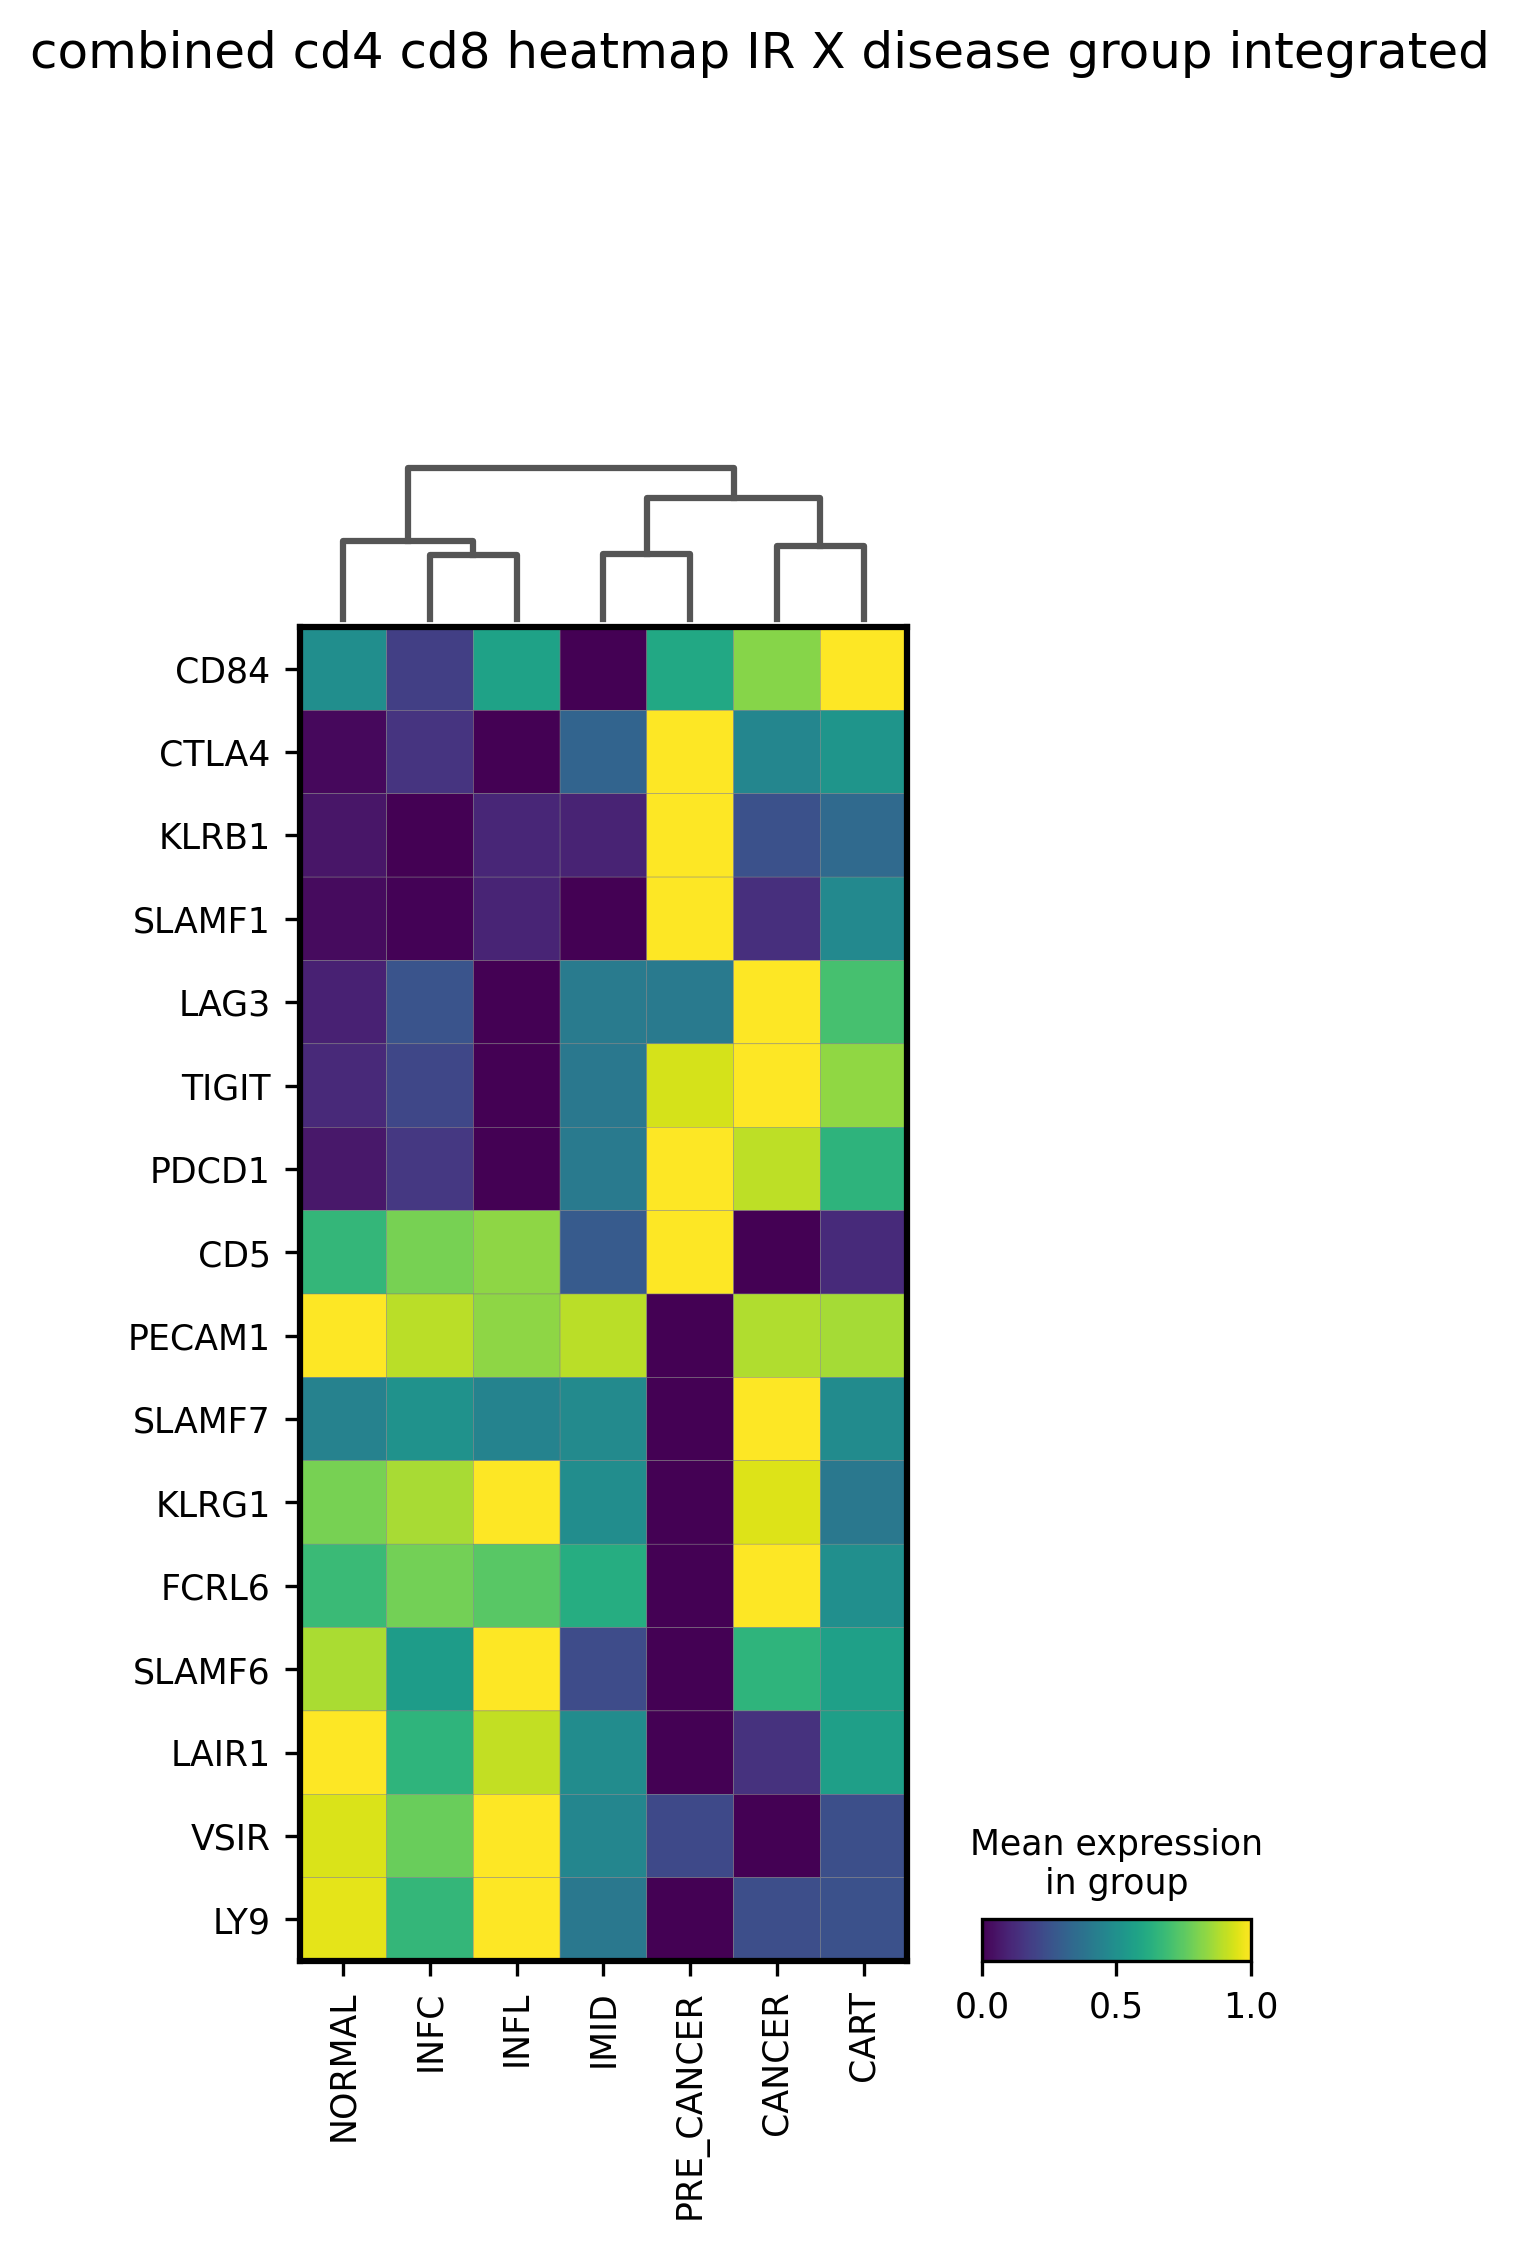 combined cd4 cd8 heatmap IR X disease group integrated
CD84
CTLA4
KLRB1
SLAMF1
LAG3
TIGIT
PDCD1
CD5
PECAM1
SLAMF7
KLRG1
FCRL6
SLAMF6
LAIR1
VSIR
LY9
NORMAL
INFC
INFL
IMID
PRE_CANCER
CANCER
CART
Mean expression
in group
0.0 0.5 1.0